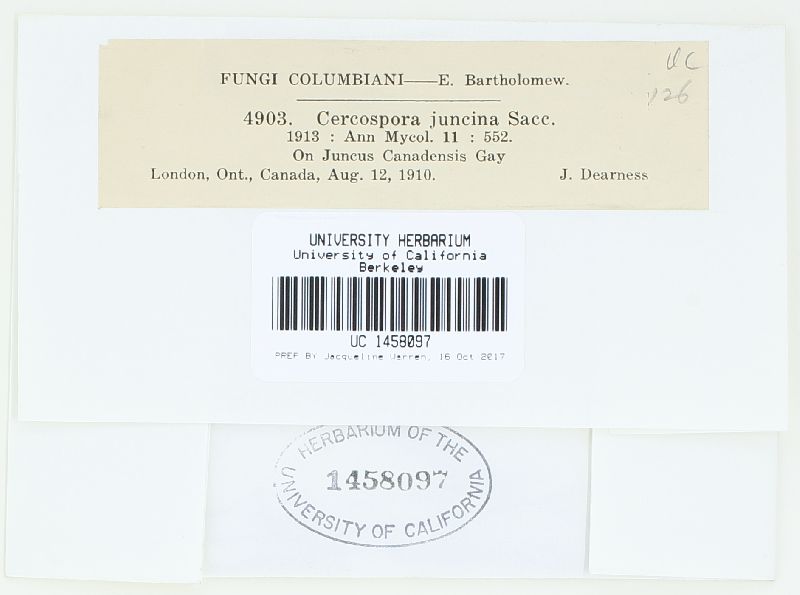 FUNGI COLUMBIANI——E. Bartholomew.
UC
126
4903. Cercospora juncina Sacc.
1913 : Ann Mycol. 11 : 552.
On Juncus Canadensis Gay
London, Ont., Canada, Aug. 12, 1910. J. Dearness
UNIVERSITY HERBARIUM
University of California
Berkeley
UC 1458097
PREP BY Jacqueline Warren, 16 Oct 2017
HERBARIUM OF THE
1458097
UNIVERSITY OF CALIFORNIA